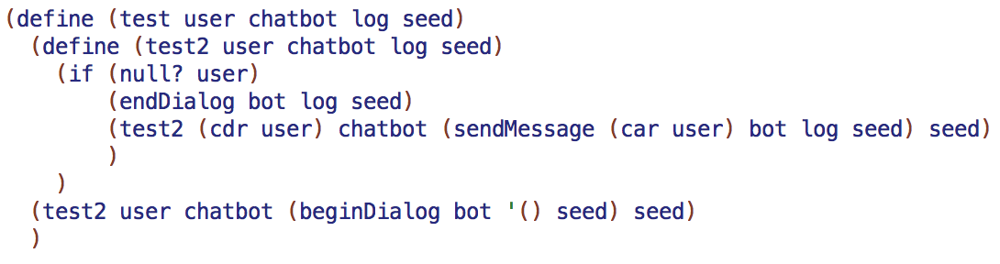 (define (test user chatbot log seed)
  (define (test2 user chatbot log seed)
    (if (null? user)
        (endDialog bot log seed)
        (test2 (cdr user) chatbot (sendMessage (car user) bot log seed) seed)
        )
    )
  (test2 user chatbot (beginDialog bot '() seed) seed)
  )